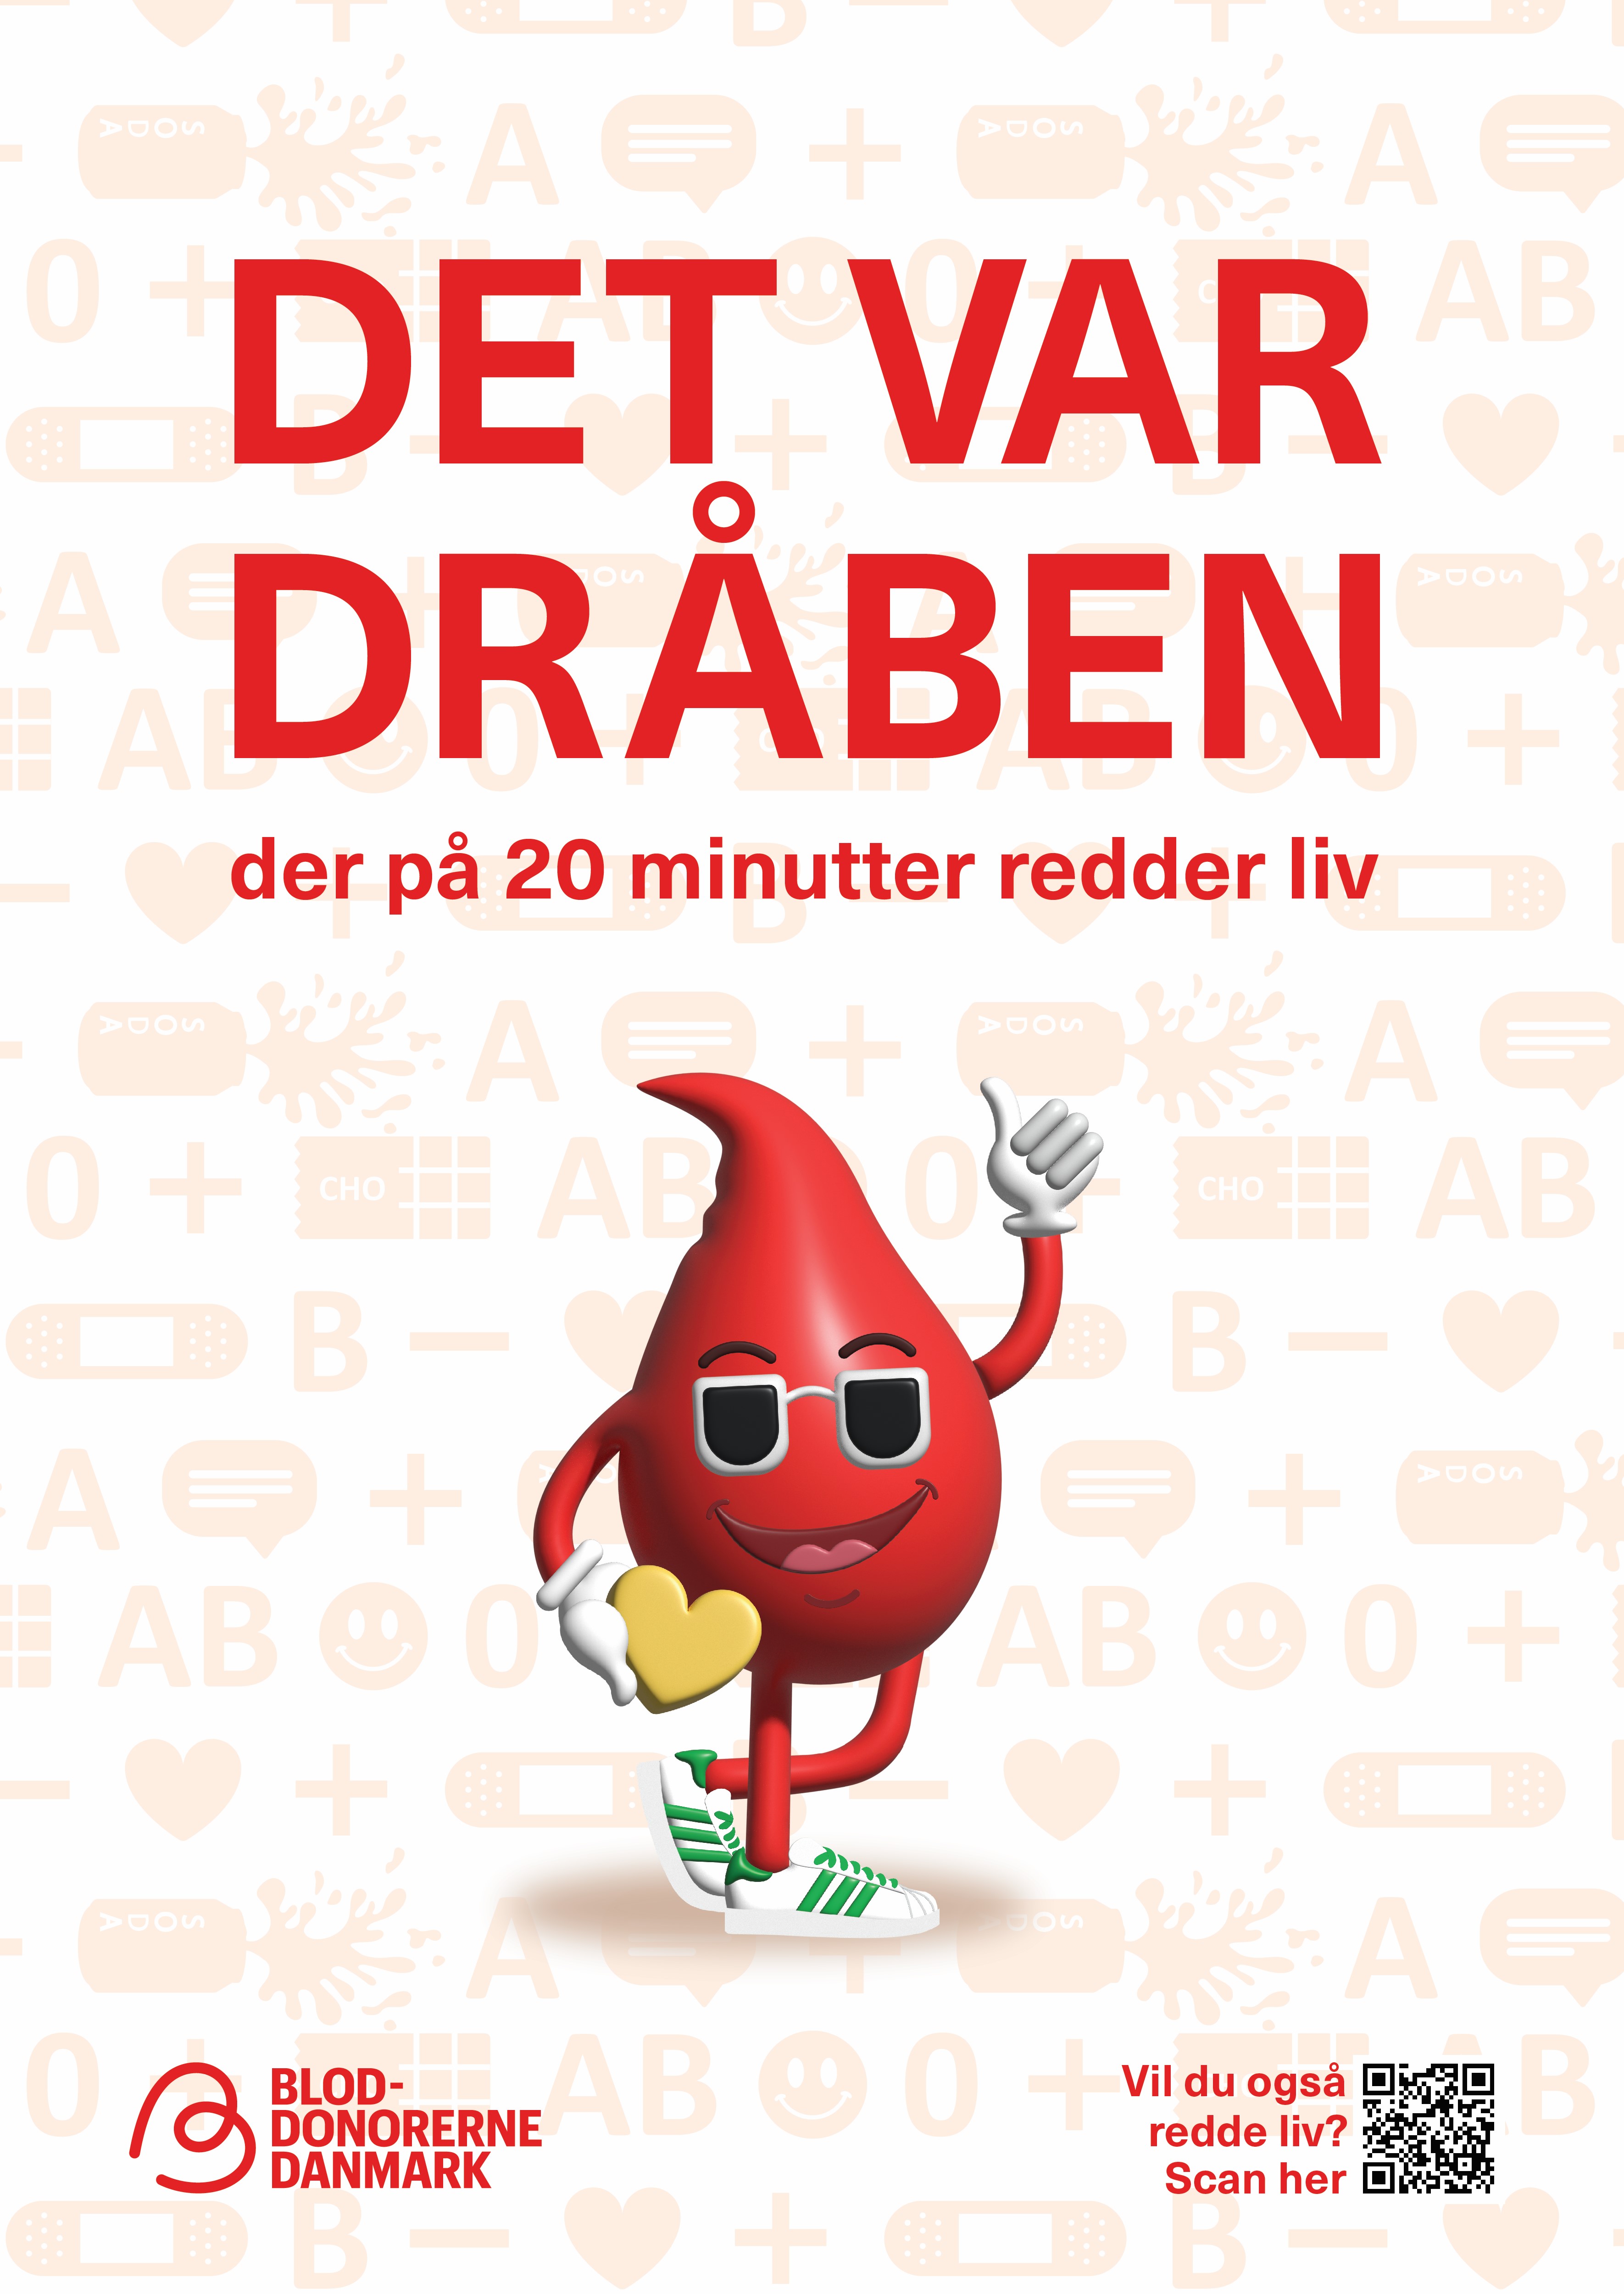 DET VAR
DRÅBEN
der på 20 minutter redder liv
BLOD-
DONORERNE
DANMARK
Vil du også
redde liv?
Scan her